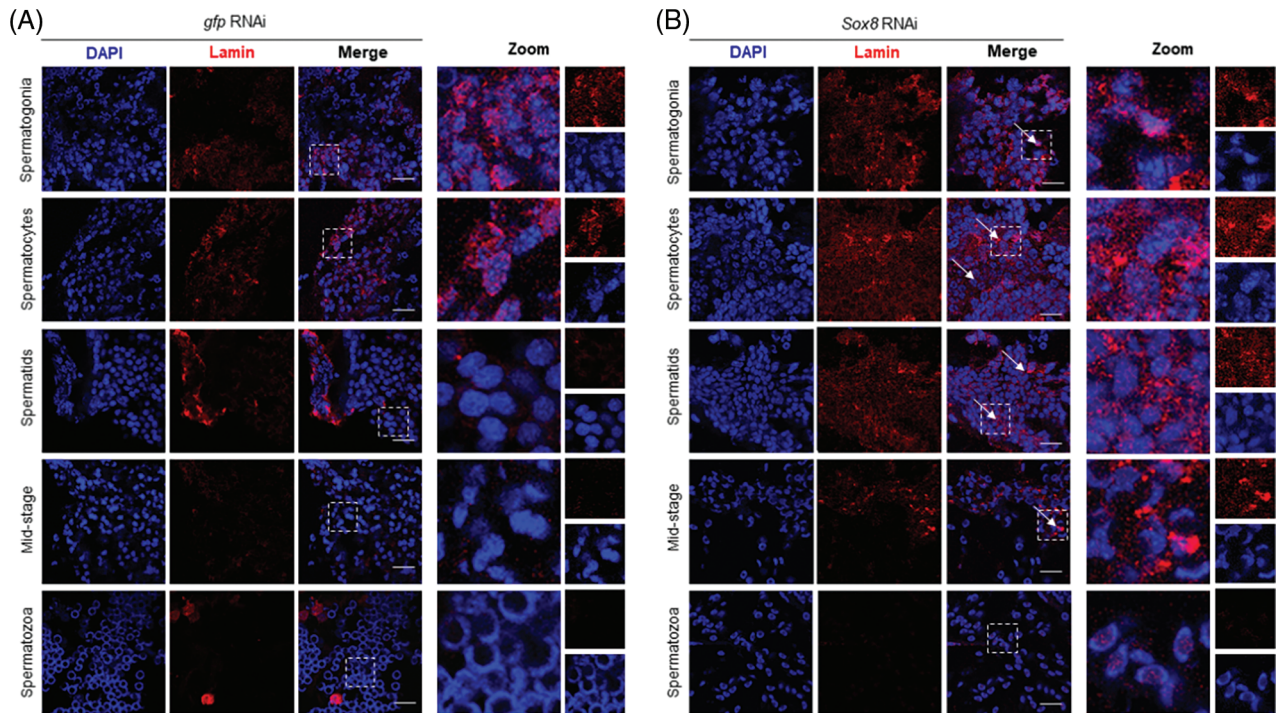 (A)
gfp RNAi
DAPI Lamin Merge Zoom
Spermatogonia
Spermatocytes
Spermatids
Mid-stage
Spermatozoa
(B)
Sox8 RNAi
DAPI Lamin Merge Zoom
Spermatogonia
Spermatocytes
Spermatids
Mid-stage
Spermatozoa